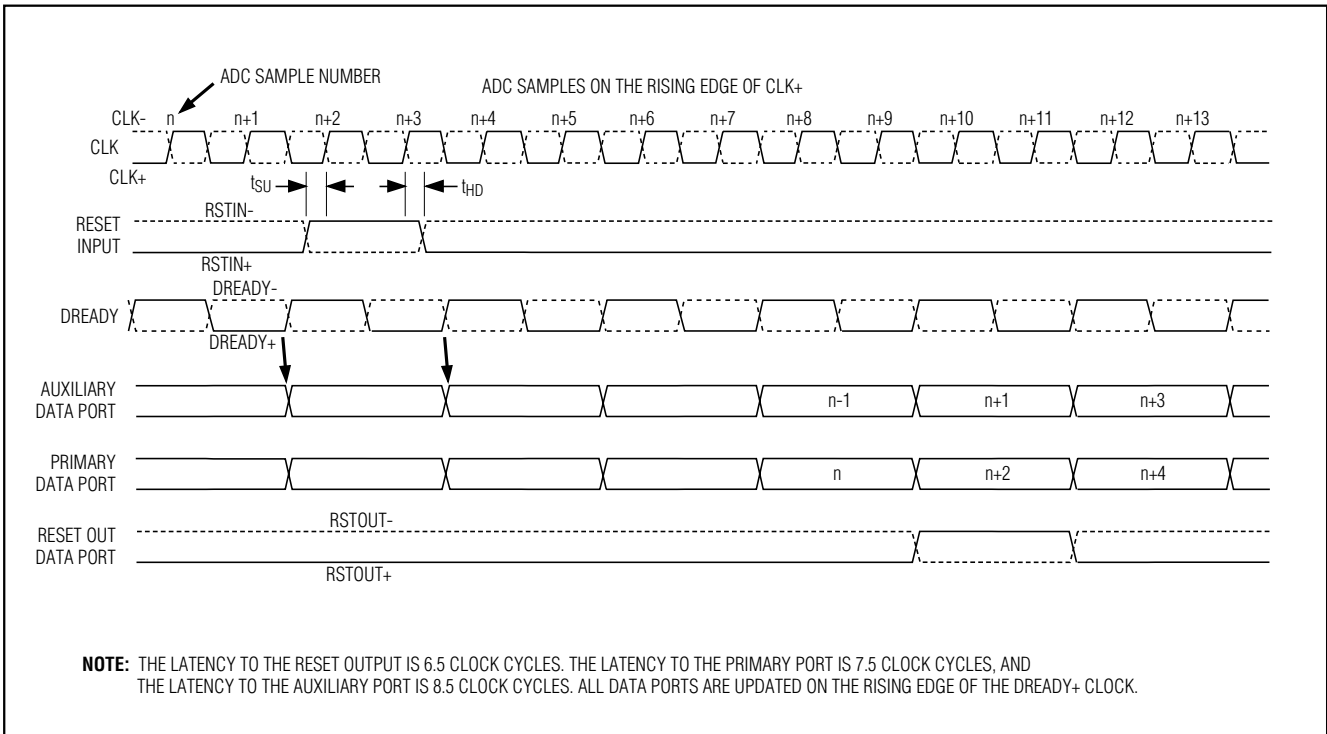 ADC SAMPLE NUMBER
ADC SAMPLES ON THE RISING EDGE OF CLK+
CLK- n n+1 n+2 n+3 n+4 n+5 n+6 n+7 n+8 n+9 n+10 n+11 n+12 n+13
CLK
CLK+
tSU tHD
RSTIN-
RESET
INPUT
RSTIN+
DREADY-
DREADY
DREADY+
AUXILIARY
DATA PORT
n-1 n+1 n+3
PRIMARY
DATA PORT
n n+2 n+4
RSTOUT-
RESET OUT
DATA PORT
RSTOUT+
NOTE: THE LATENCY TO THE RESET OUTPUT IS 6.5 CLOCK CYCLES. THE LATENCY TO THE PRIMARY PORT IS 7.5 CLOCK CYCLES, AND
THE LATENCY TO THE AUXILIARY PORT IS 8.5 CLOCK CYCLES. ALL DATA PORTS ARE UPDATED ON THE RISING EDGE OF THE DREADY+ CLOCK.